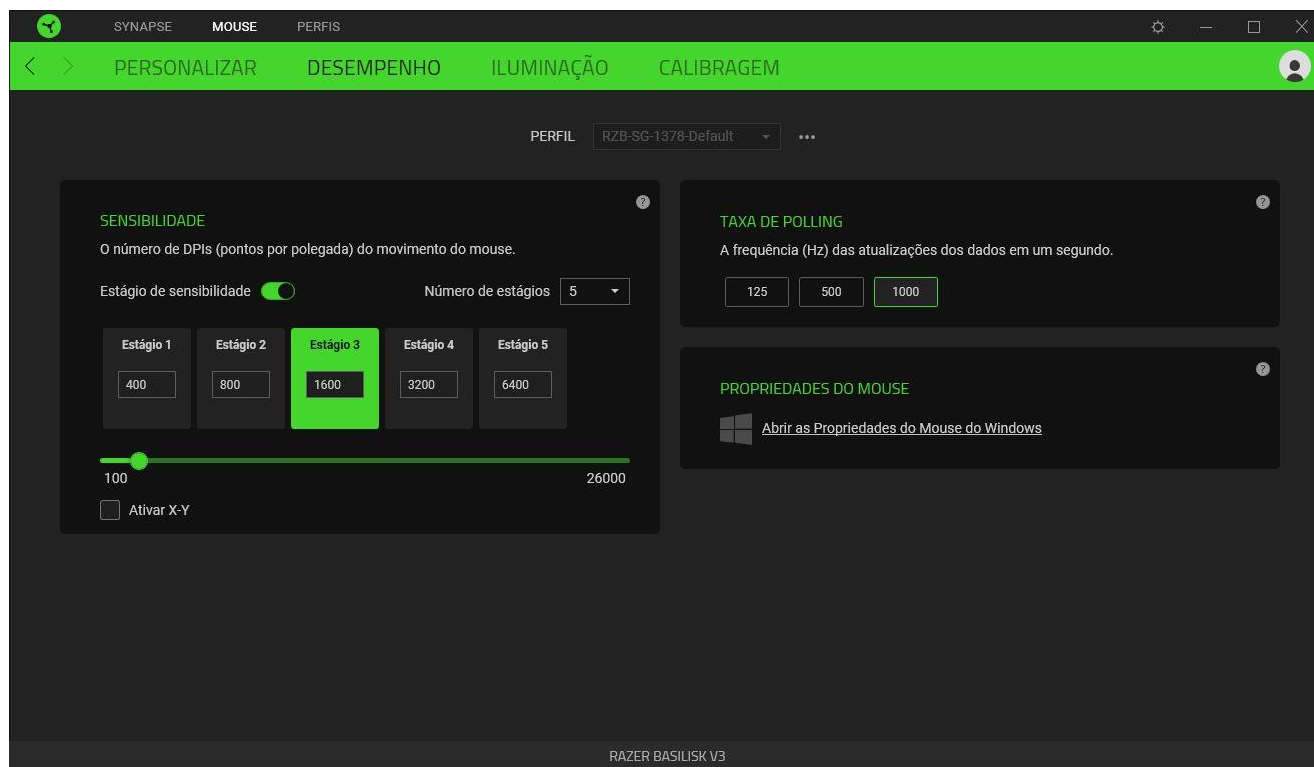 SYNAPSE MOUSE PERFIS
PERSONALIZAR DESEMPENHO ILUMINAÇÃO CALIBRAGEM
PERFIL RZB-SG-1378-Default
SENSIBILIDADE
O número de DPIs (pontos por polegada) do movimento do mouse.
Estágio de sensibilidade Número de estágios 5
Estágio 1 Estágio 2 Estágio 3 Estágio 4 Estágio 5
400 800 1600 3200 6400
100 26000
Ativar X-Y
TAXA DE POLLING
A frequência (Hz) das atualizações dos dados em um segundo.
125 500 1000
PROPRIEDADES DO MOUSE
Abrir as Propriedades do Mouse do Windows
RAZER BASILISK V3